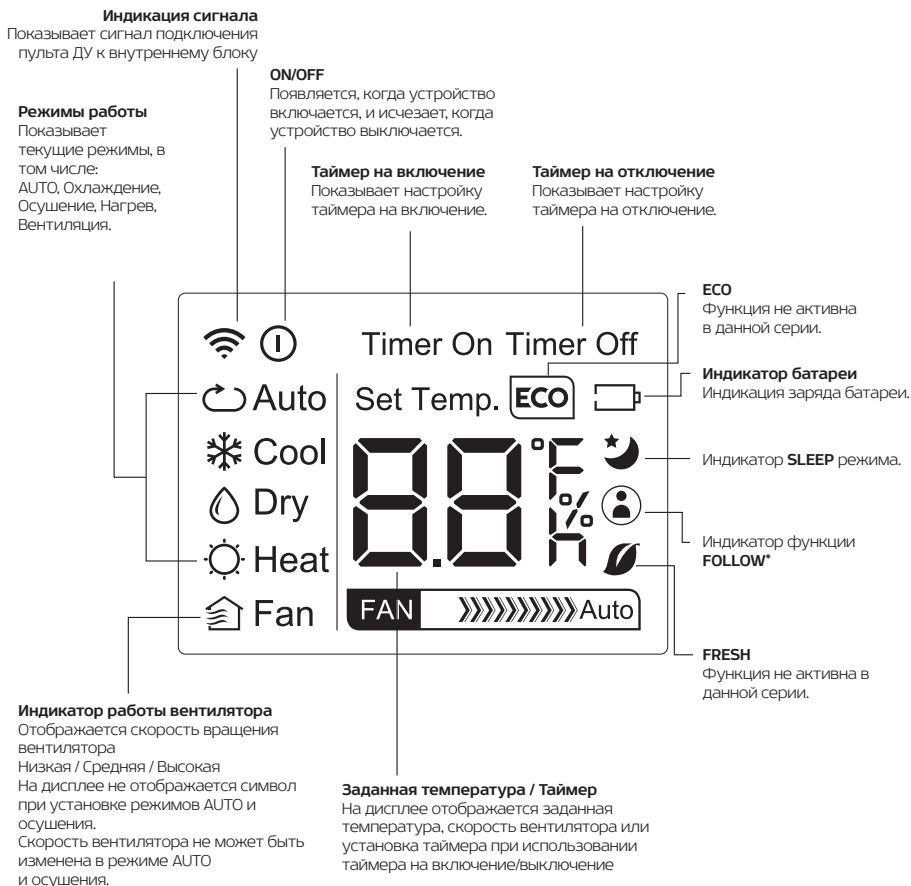 Индикация сигнала
Показывает сигнал подключения
пульта ДУ к внутреннему блоку
ON/OFF
Появляется, когда устройство
включается, и исчезает, когда
устройство выключается.
Режимы работы
Показывает
текущие режимы, в
том числе:
AUTO, Охлаждение,
Осушение, Нагрев,
Вентиляция.
Таймер на включение
Показывает настройку
таймера на включение.
Таймер на отключение
Показывает настройку
таймера на отключение.
ECO
Функция не активна
в данной серии.
Индикатор батареи
Индикация заряда батареи.
Индикатор SLEEP режима.
Индикатор функции
FOLLOW*
FRESH
Функция не активна в
данной серии.
Timer On Timer Off
Auto
Set Temp. ECO
Cool
Dry
Heat
Fan
8.8 °F % h
FAN Auto
Индикатор работы вентилятора
Отображается скорость вращения
вентилятора
Низкая / Средняя / Высокая
На дисплее не отображается символ
при установке режимов AUTO и
осушения.
Скорость вентилятора не может быть
изменена в режиме AUTO
и осушения.
Заданная температура / Таймер
На дисплее отображается заданная
температура, скорость вентилятора или
установка таймера при использовании
таймера на включение/выключение